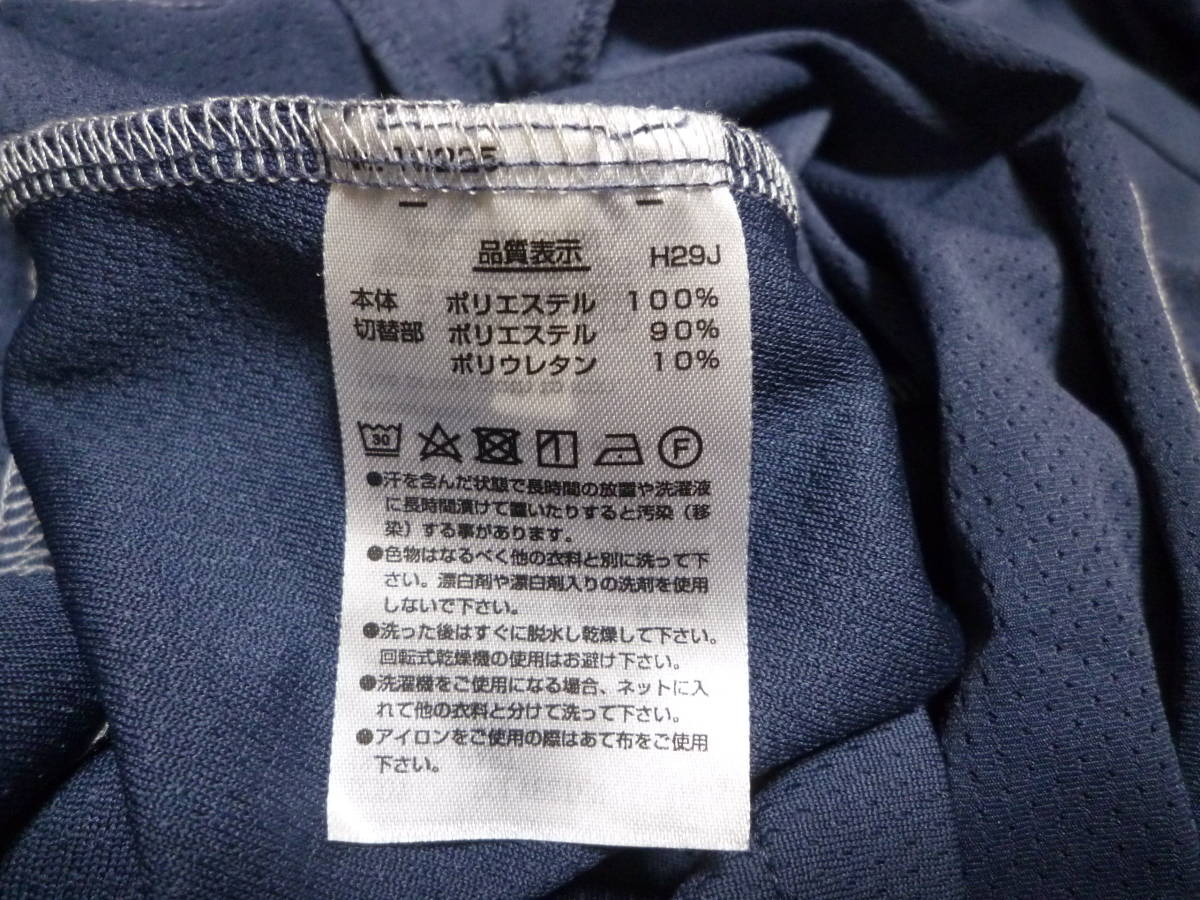 品質表示 H29J
本体 ポリエステル 100%
切替部 ポリエステル 90%
ポリウレタン 10%
30 F
●汗を含んだ状態で長時間の放置や洗濯液
に長時間漬けて置いたりすると汚染(移
染)する事があります。
●色物はなるべく他の衣料と別に洗って下
さい。漂白剤や漂白剤入りの洗剤を使用
しないで下さい。
●洗った後はすぐに脱水し乾燥して下さい。
回転式乾燥機の使用はお避け下さい。
●洗濯機をご使用になる場合、ネットに入
れて他の衣料と分けて洗って下さい。
●アイロンをご使用の際はあて布をご使用
下さい。